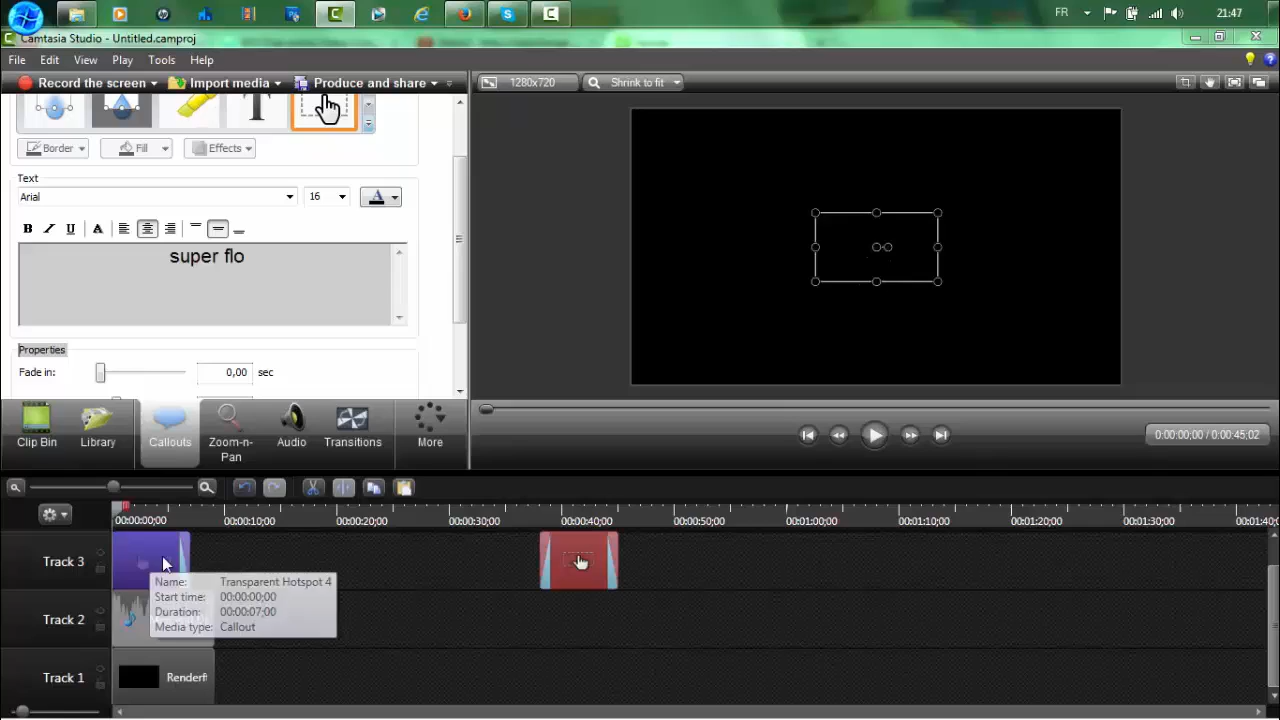 FR
21:47
Camtasia Studio - Untitled.camproj
File Edit View Play Tools Help
Record the screen Import media Produce and share
1280x720 Shrink to fit
T
Border Fill Effects
Text
Arial 16 A
B I U A
super flo
Properties
Fade in: 0,00 sec
Clip Bin Library Callouts Zoom-n-Pan Audio Transitions More
0:00:00;00 / 0:00:45;02
00:00:00;00 00:00:10;00 00:00:20;00 00:00:30;00 00:00:40;00 00:00:50;00 00:01:00;00 00:01:10;00 00:01:20;00 00:01:30;00 00:01:40;0
Track 3
Name: Transparent Hotspot 4
Start time: 00:00:00;00
Duration: 00:00:07;00
Media type: Callout
Track 2
Track 1 Renderf